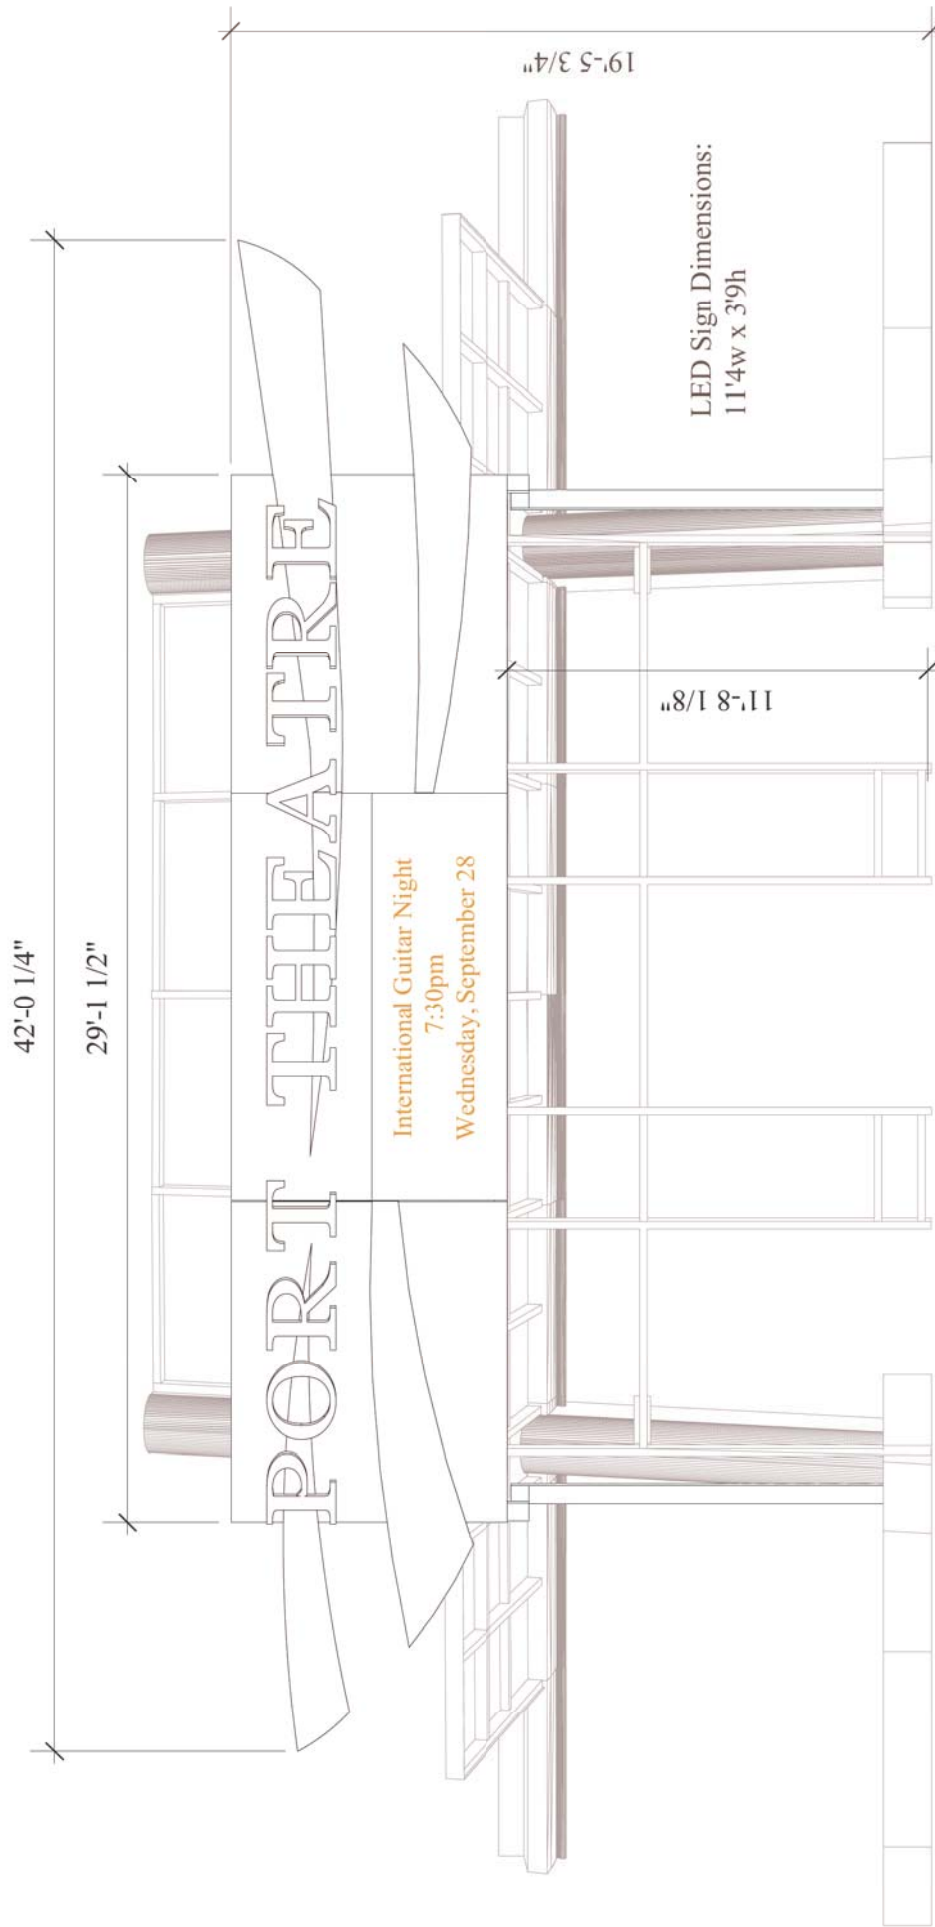 42'-0 1/4"
29'-1 1/2"
PORT THEATRE
International Guitar Night
7:30pm
Wednesday, September 28
19'-5 3/4"
11'-8 1/8"
LED Sign Dimensions:
11'4w x 3'9h